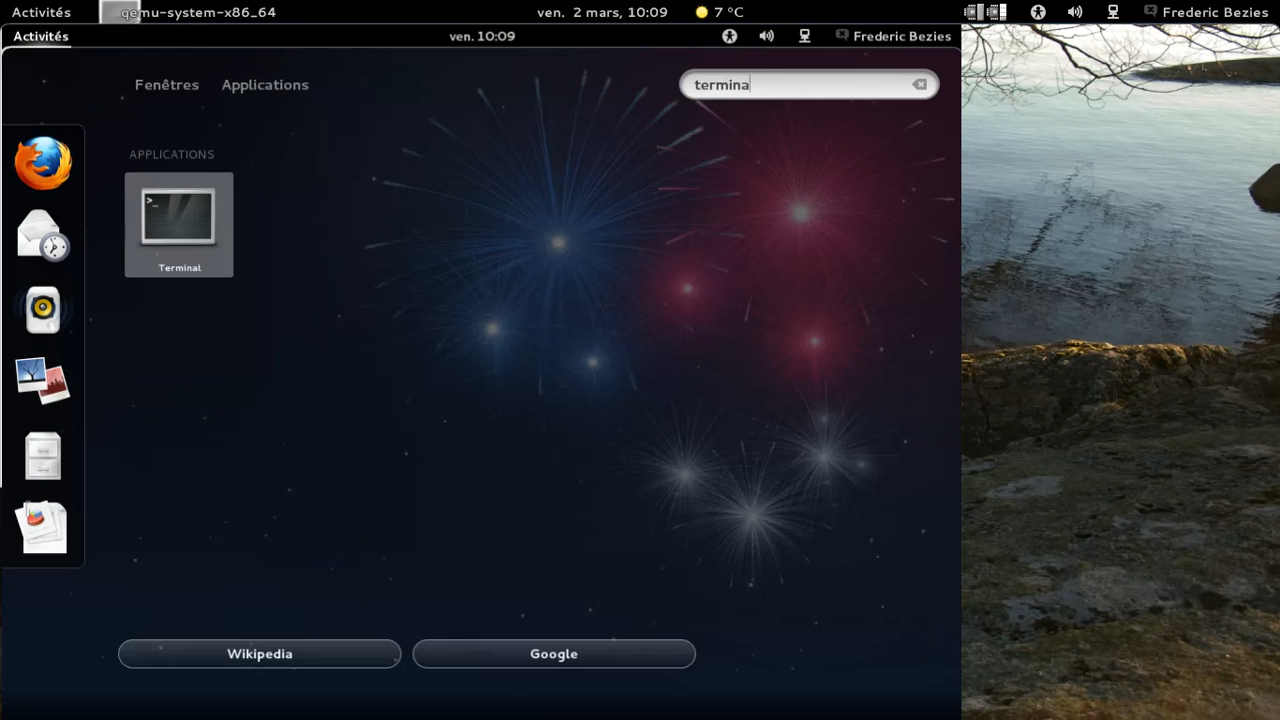 Activités qemu-system-x86_64 ven. 2 mars, 10:09 7 °C Frederic Bezies
Activités ven. 10:09 Frederic Bezies
Fenêtres Applications termina
APPLICATIONS
>_
Terminal
Wikipedia Google